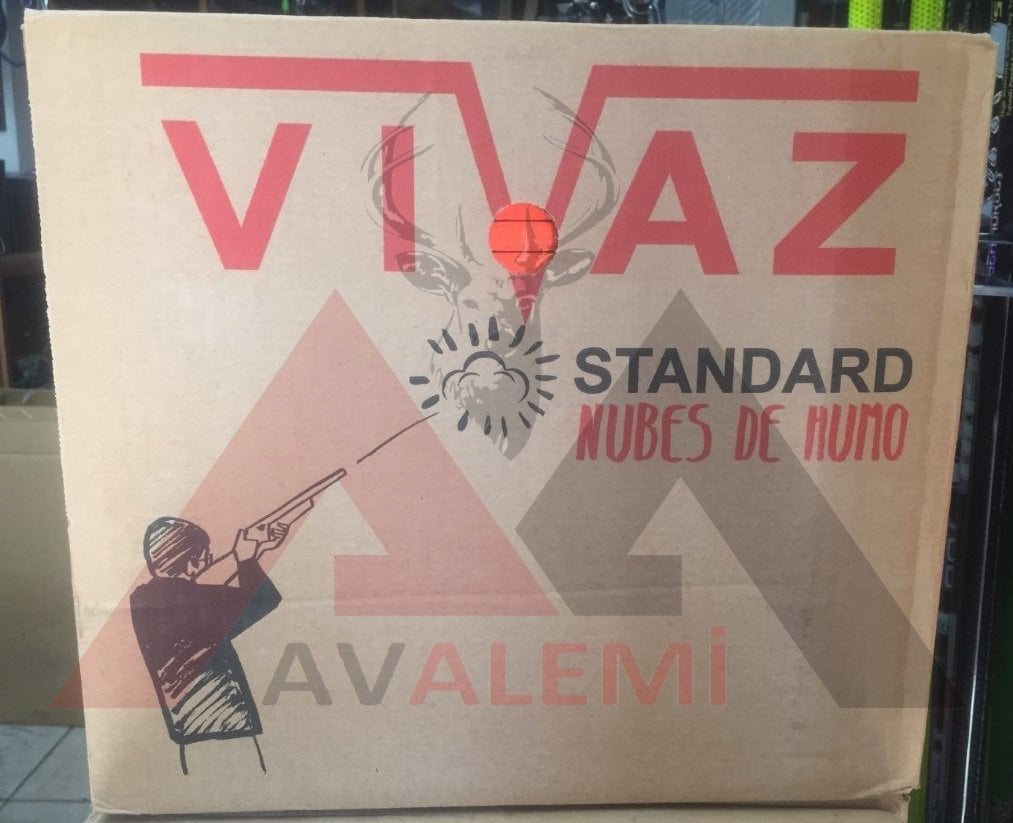 VIVAZ
STANDARD
NUBES DE HUMO
AVALEMİ